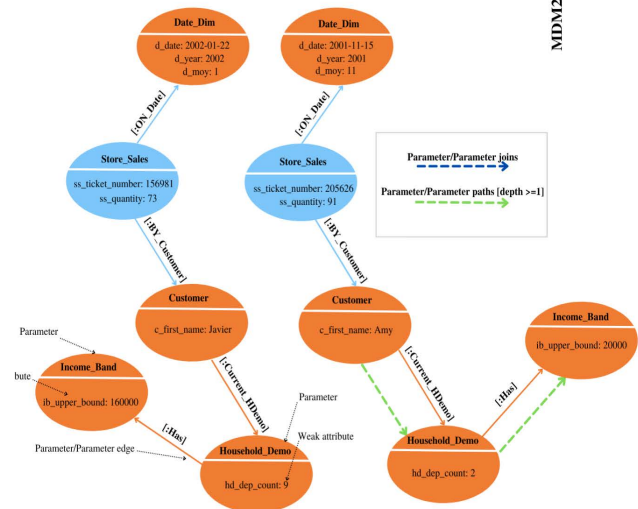 Date_Dim
d_date: 2002-01-22
d_year: 2002
d_moy: 1
Date_Dim
d_date: 2001-11-15
d_year: 2001
d_moy: 11
MDM2
[:ON_Date]
[:ON_Date]
Store_Sales
ss_ticket_number: 156981
ss_quantity: 73
Store_Sales
ss_ticket_number: 205626
ss_quantity: 91
Parameter/Parameter joins
Parameter/Parameter paths [depth >=1]
[:BY_Customer]
[:BY_Customer]
Customer
c_first_name: Javier
Customer
c_first_name: Amy
Income_Band
ib_upper_bound: 20000
Parameter
Income_Band
bute
ib_upper_bound: 160000
[:Current_HDemo]
[:Current_HDemo]
[:Has]
[:Has]
Parameter
Weak attribute
Parameter/Parameter edge
Household_Demo
hd_dep_count: 9
Household_Demo
hd_dep_count: 2